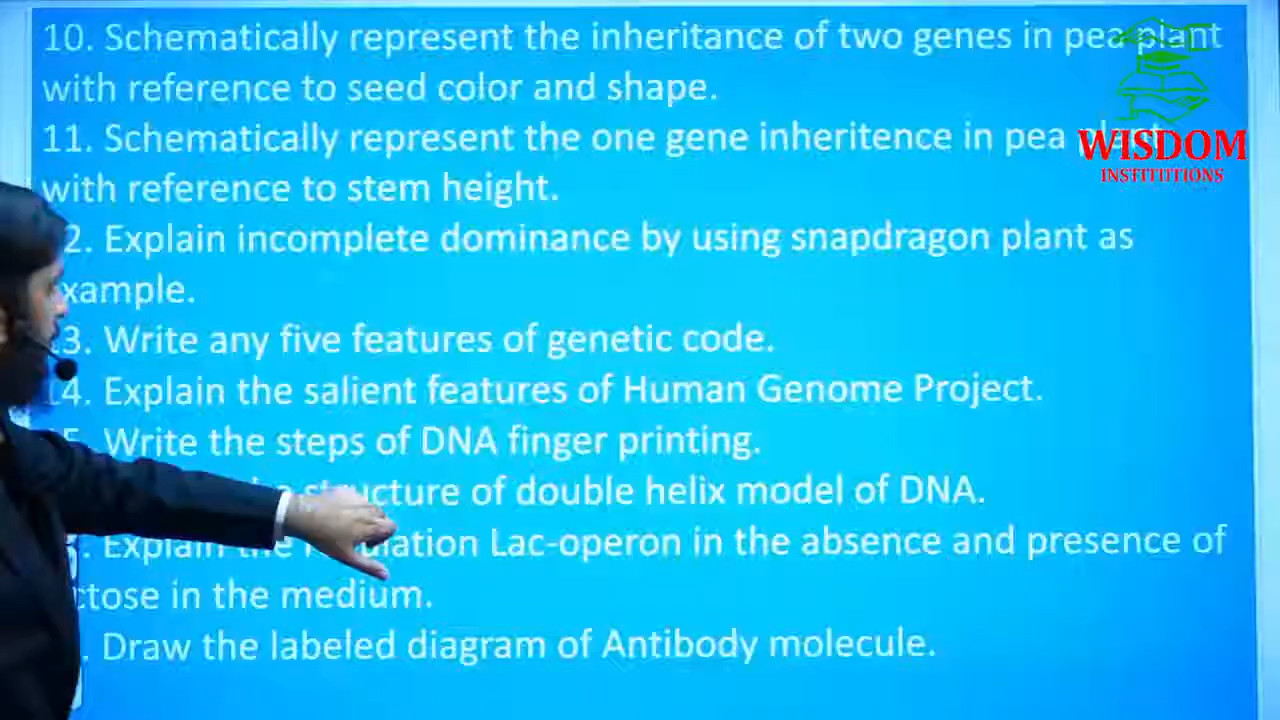 10. Schematically represent the inheritance of two genes in pea plant
with reference to seed color and shape.
11. Schematically represent the one gene inheritence in pea
with reference to stem height.
2. Explain incomplete dominance by using snapdragon plant as
xample.
3. Write any five features of genetic code.
14. Explain the salient features of Human Genome Project.
15. Write the steps of DNA finger printing.
structure of double helix model of DNA.
Explain the Lac-operon in the absence and presence of
ctose in the medium.
. Draw the labeled diagram of Antibody molecule.
WISDOM
INSTITUTIONS